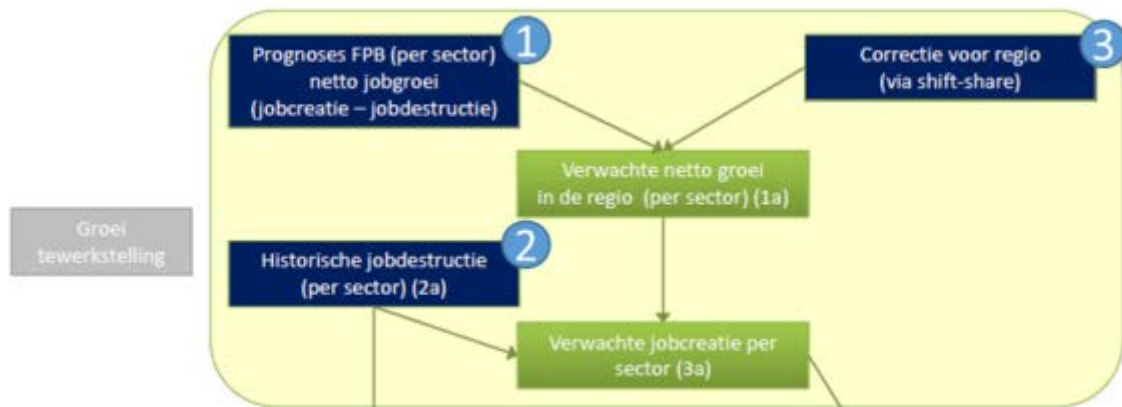 Prognoses FPB (per sector)
netto jobgroei
(jobcreatie – jobdestructie)
1
Correctie voor regio
(via shift-share)
3
Verwachte netto groei
in de regio (per sector) (1a)
Groei
tewerkstelling
Historische jobdestructie
(per sector) (2a)
2
Verwachte jobcreatie per
sector (3a)